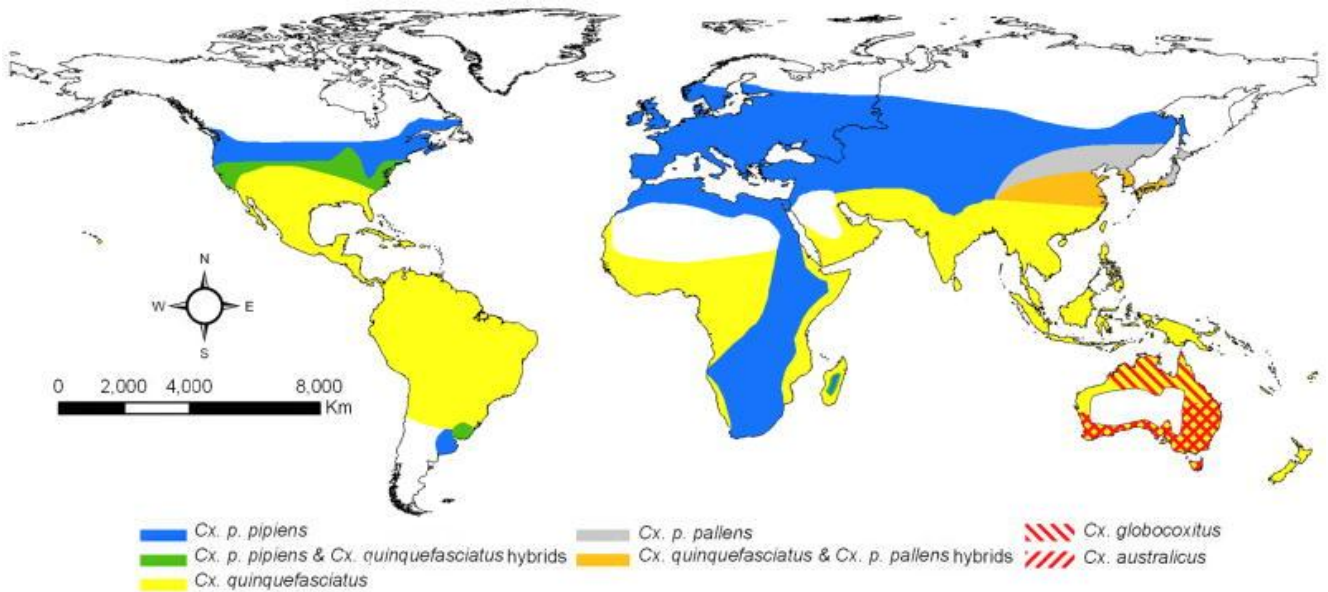 N
W E
S
0 2,000 4,000 8,000
Km
Cx. p. pipiens
Cx. p. pipiens & Cx. quinquefasciatus hybrids
Cx. quinquefasciatus
Cx. p. pallens
Cx. quinquefasciatus & Cx. p. pallens hybrids
Cx. globocoxitus
Cx. australicus